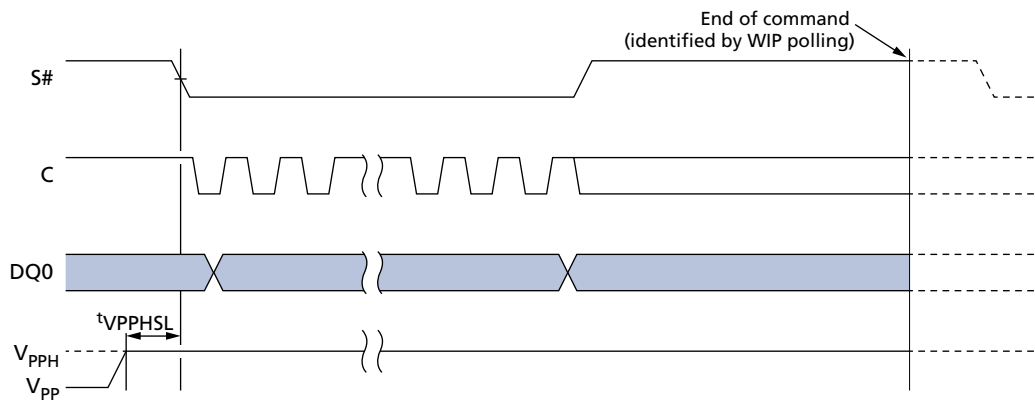 End of command
(identified by WIP polling)
S#
C
DQ0
tVPPHSL
VPPH
VPP